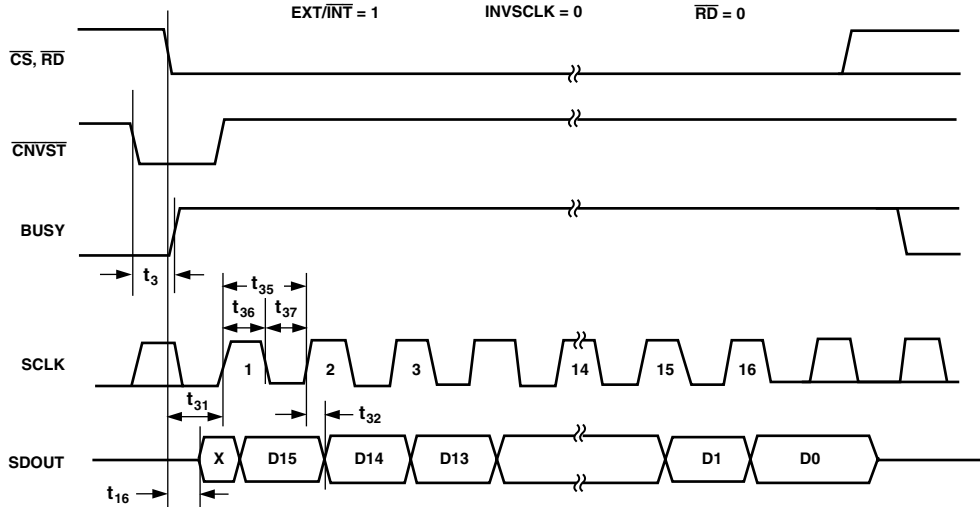 EXT/INT = 1 INVSCLK = 0 RD = 0
CS, RD
CNVST
BUSY
t3
t35
t36 t37
SCLK
1 2 3 14 15 16
t31
t32
SDOUT
X D15 D14 D13 D1 D0
t16